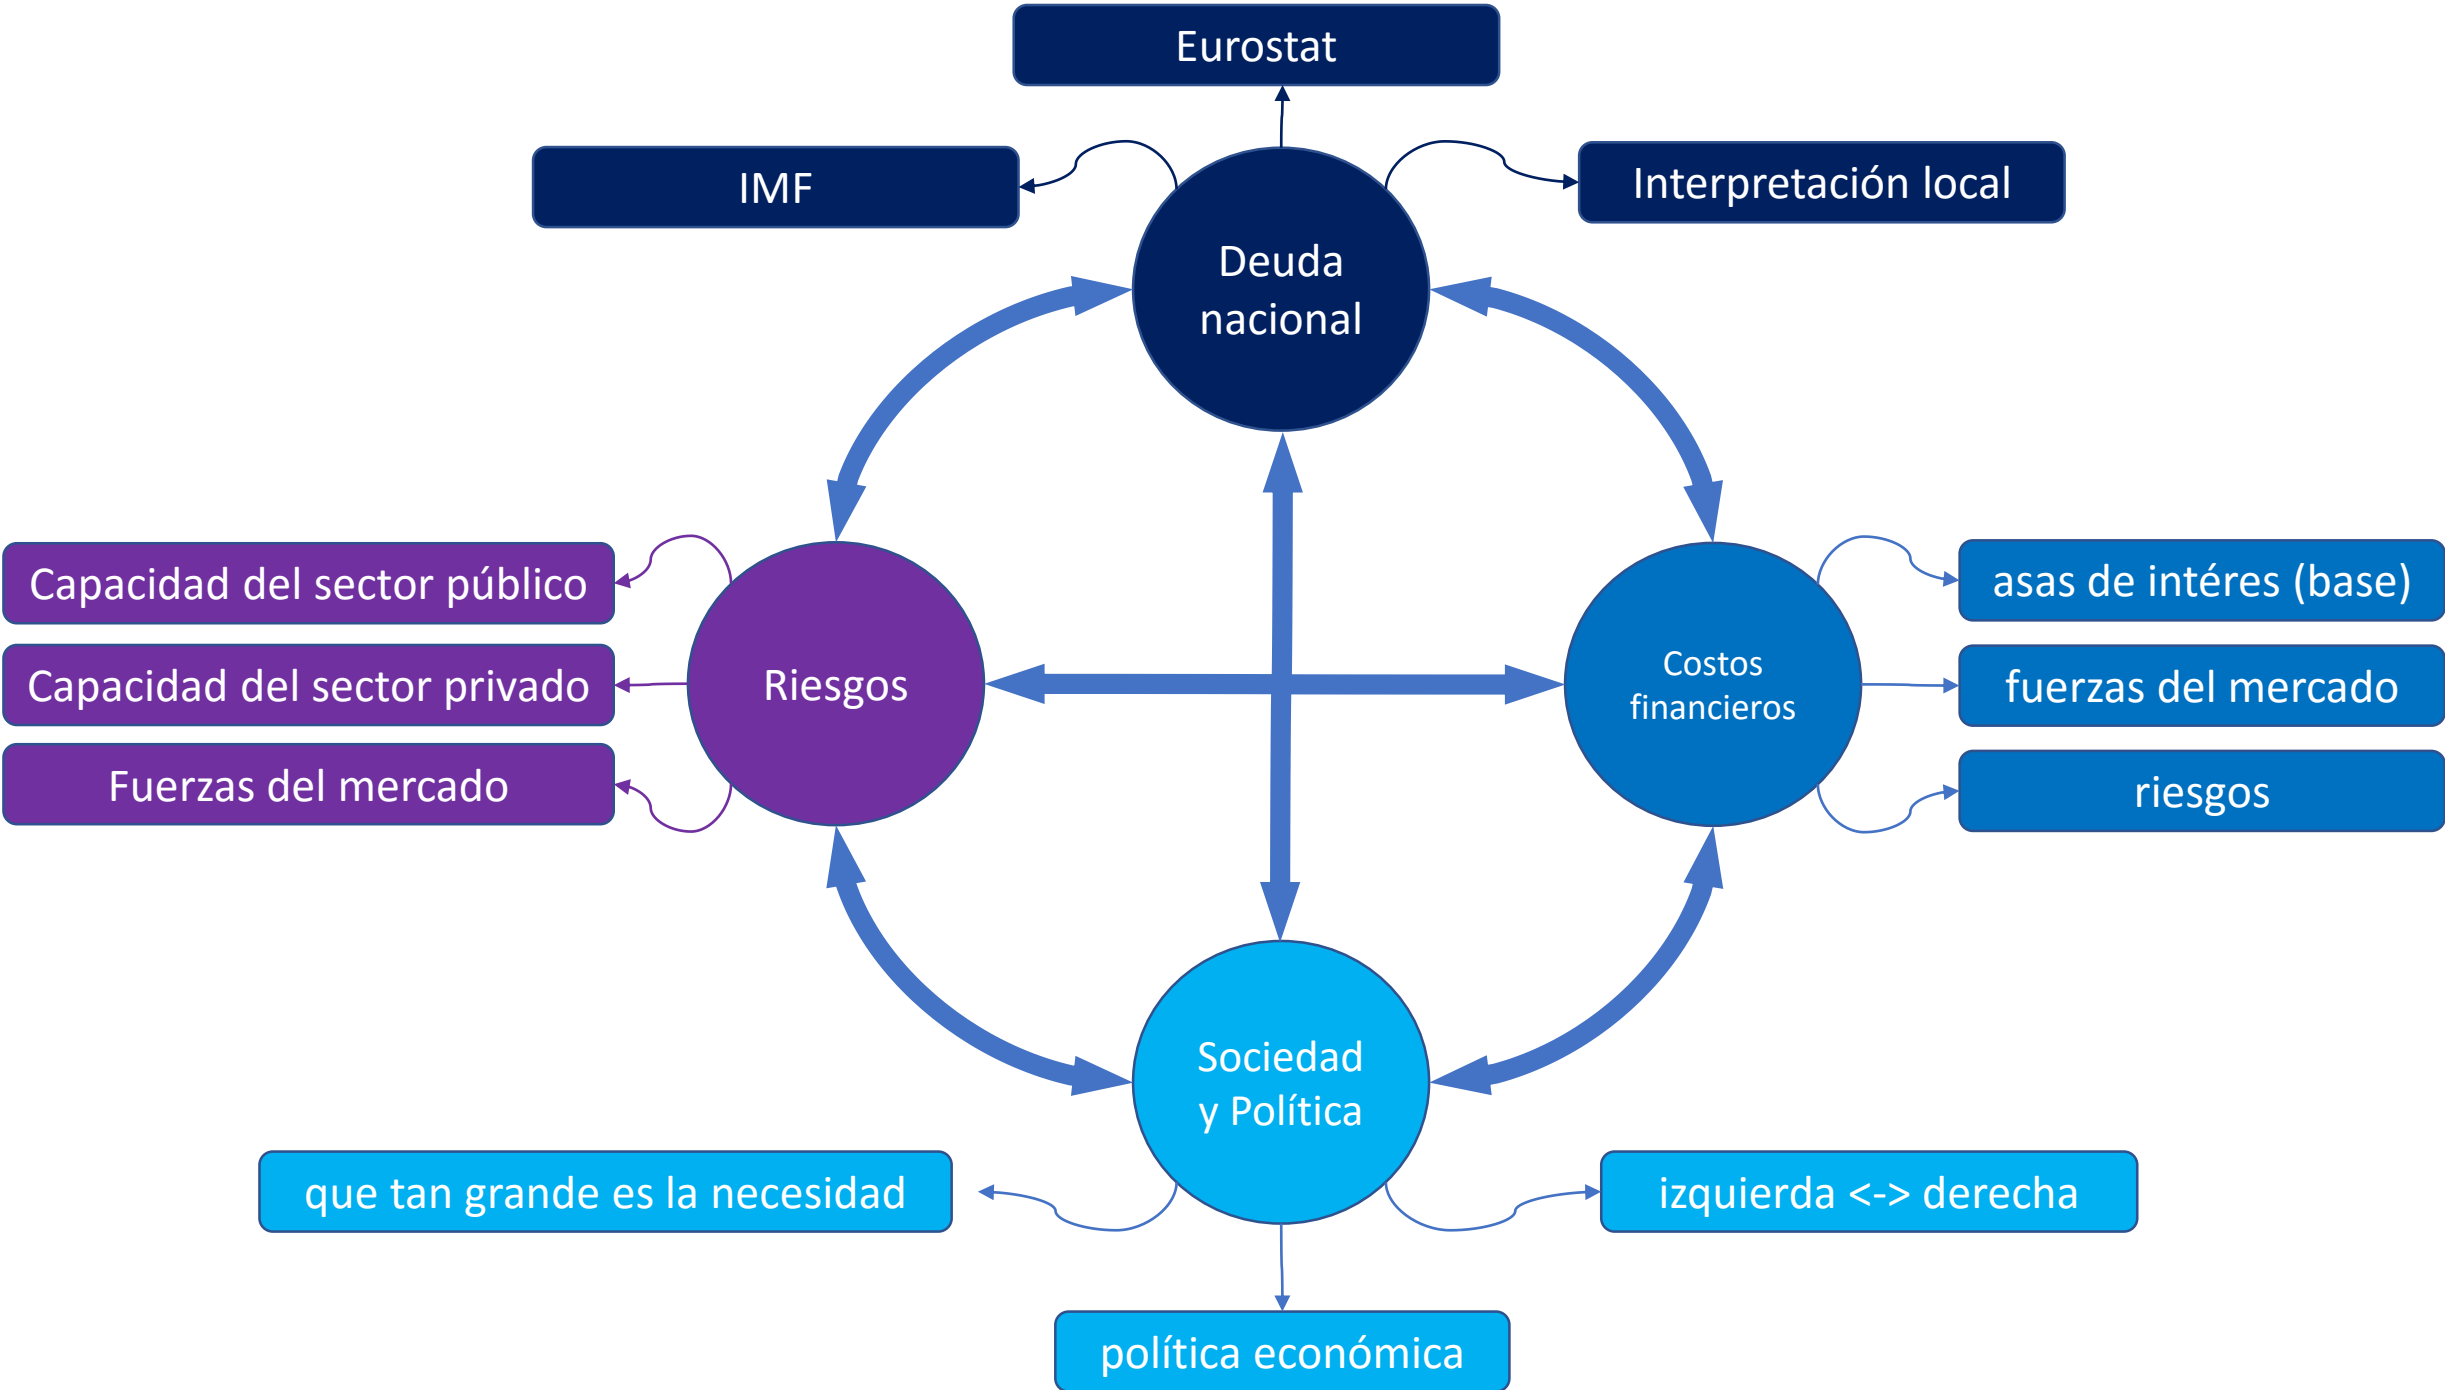 Eurostat
IMF
Interpretación local
Deuda
nacional
Capacidad del sector público
Capacidad del sector privado
Fuerzas del mercado
Riesgos
Costos
financieros
asas de intéres (base)
fuerzas del mercado
riesgos
Sociedad
y Política
que tan grande es la necesidad
izquierda <-> derecha
política económica